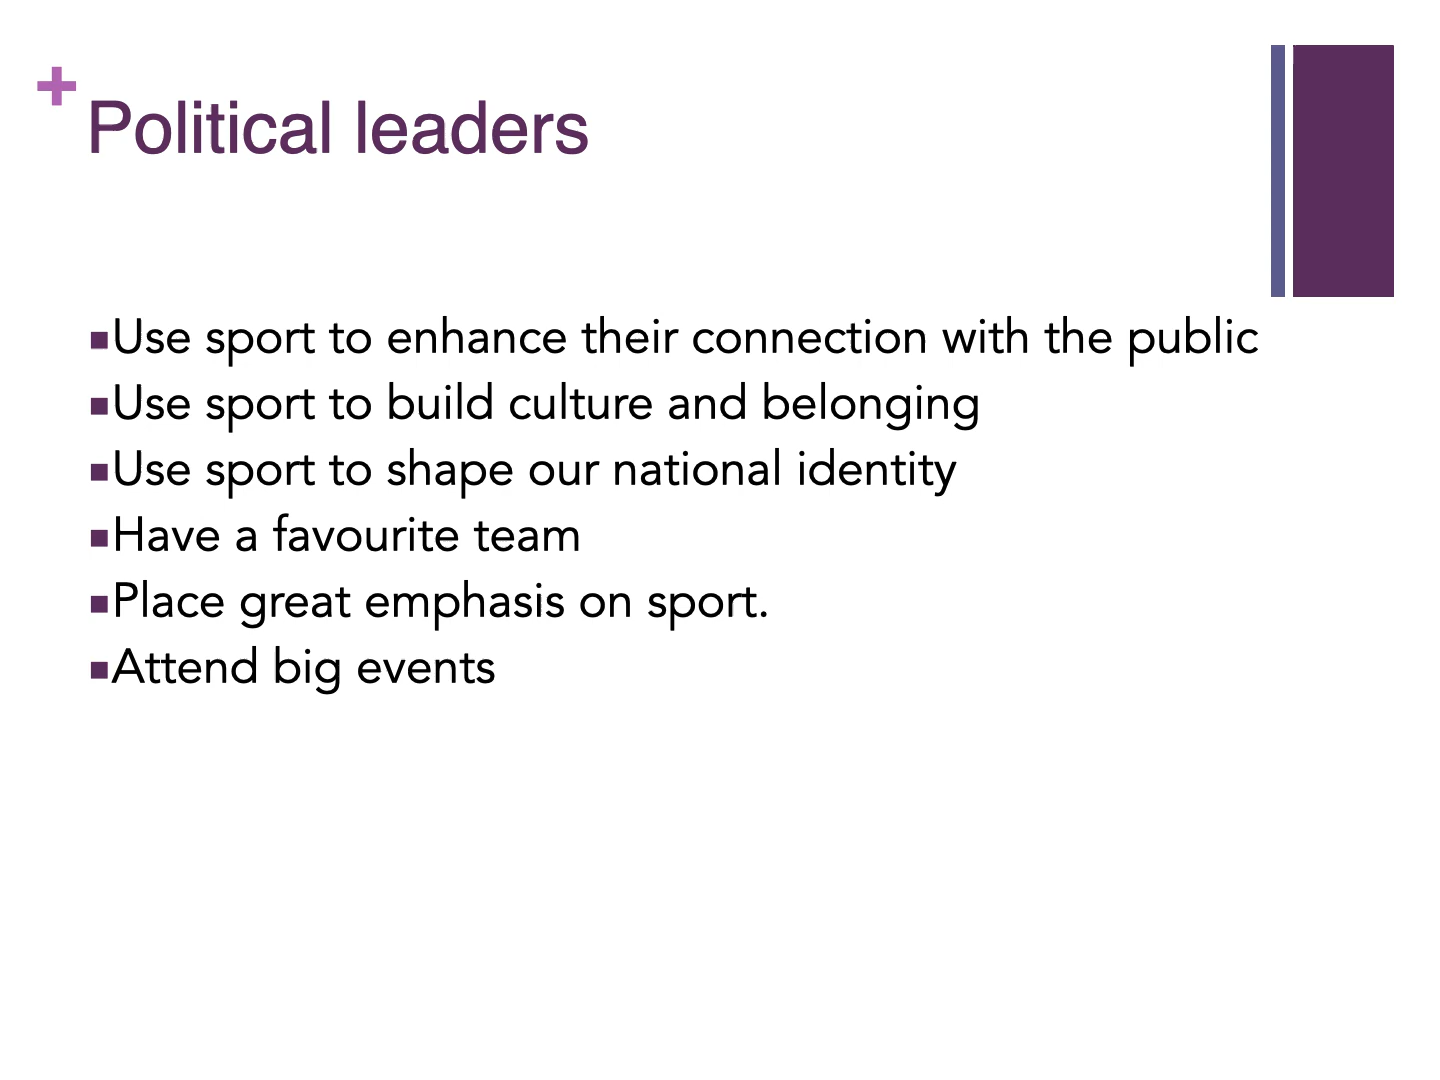 +
Political leaders
▪Use sport to enhance their connection with the public
▪Use sport to build culture and belonging
▪Use sport to shape our national identity
▪Have a favourite team
▪Place great emphasis on sport.
▪Attend big events